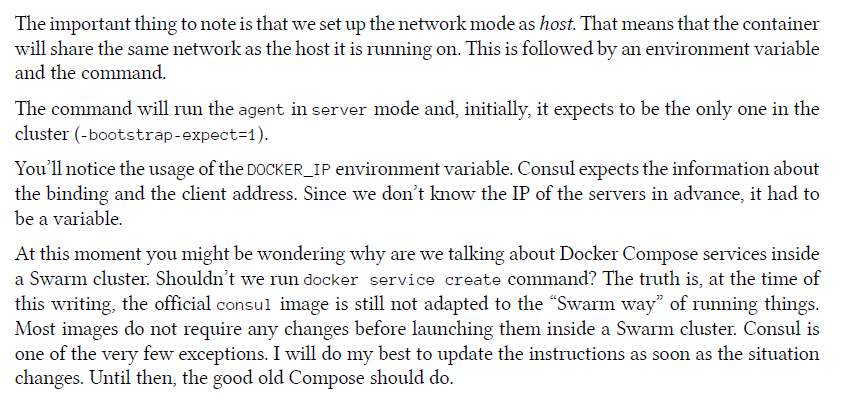 The important thing to note is that we set up the network mode as host. That means that the container
will share the same network as the host it is running on. This is followed by an environment variable
and the command.
The command will run the agent in server mode and, initially, it expects to be the only one in the
cluster (-bootstrap-expect=1).
You’ll notice the usage of the DOCKER_IP environment variable. Consul expects the information about
the binding and the client address. Since we don’t know the IP of the servers in advance, it had to
be a variable.
At this moment you might be wondering why are we talking about Docker Compose services inside
a Swarm cluster. Shouldn’t we run docker service create command? The truth is, at the time of
this writing, the official consul image is still not adapted to the “Swarm way” of running things.
Most images do not require any changes before launching them inside a Swarm cluster. Consul is
one of the very few exceptions. I will do my best to update the instructions as soon as the situation
changes. Until then, the good old Compose should do.